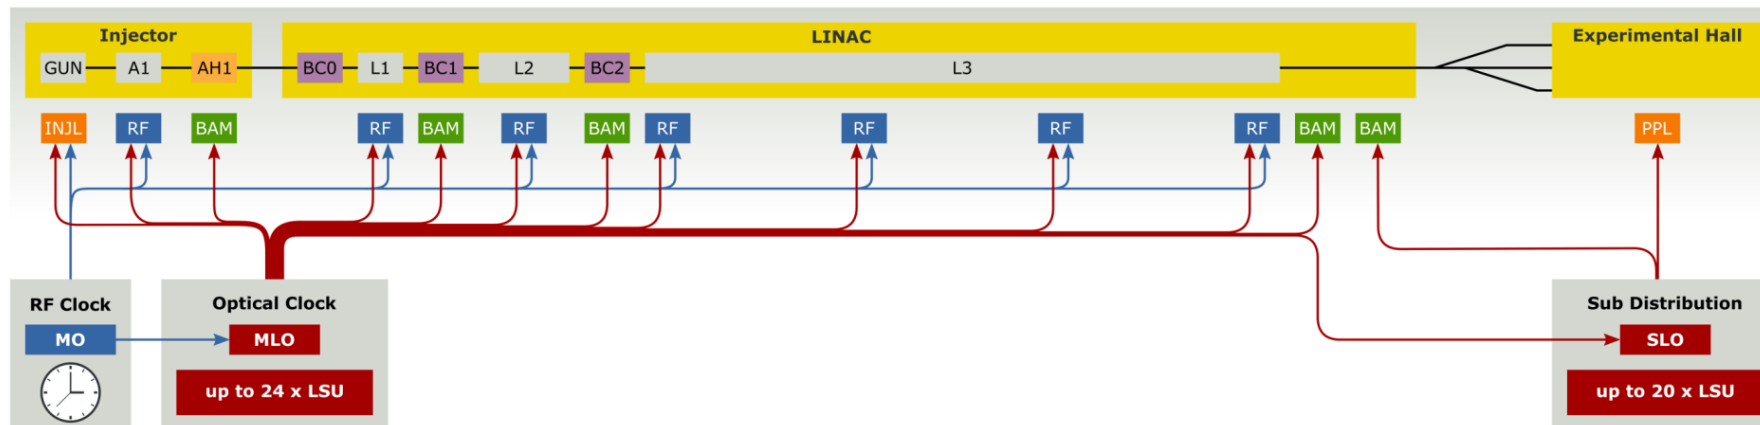 Injector
LINAC
Experimental Hall
GUN A1 AH1 BC0 L1 BC1 L2 BC2 L3
INJL RF BAM RF BAM RF BAM RF RF RF RF BAM BAM PPL
RF Clock
Optical Clock
Sub Distribution
MO
MLO
SLO
up to 24 x LSU
up to 20 x LSU